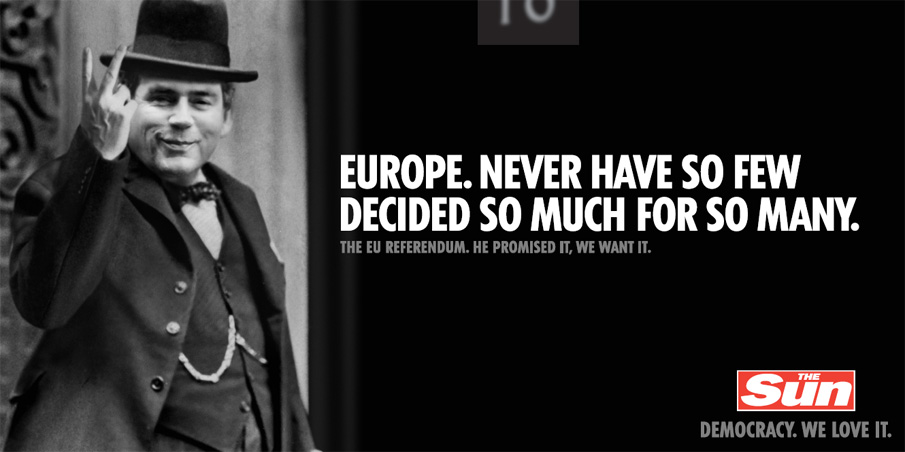 10
EUROPE. NEVER HAVE SO FEW
DECIDED SO MUCH FOR SO MANY.
THE EU REFERENDUM. HE PROMISED IT, WE WANT IT.
THE
Sun
DEMOCRACY. WE LOVE IT.